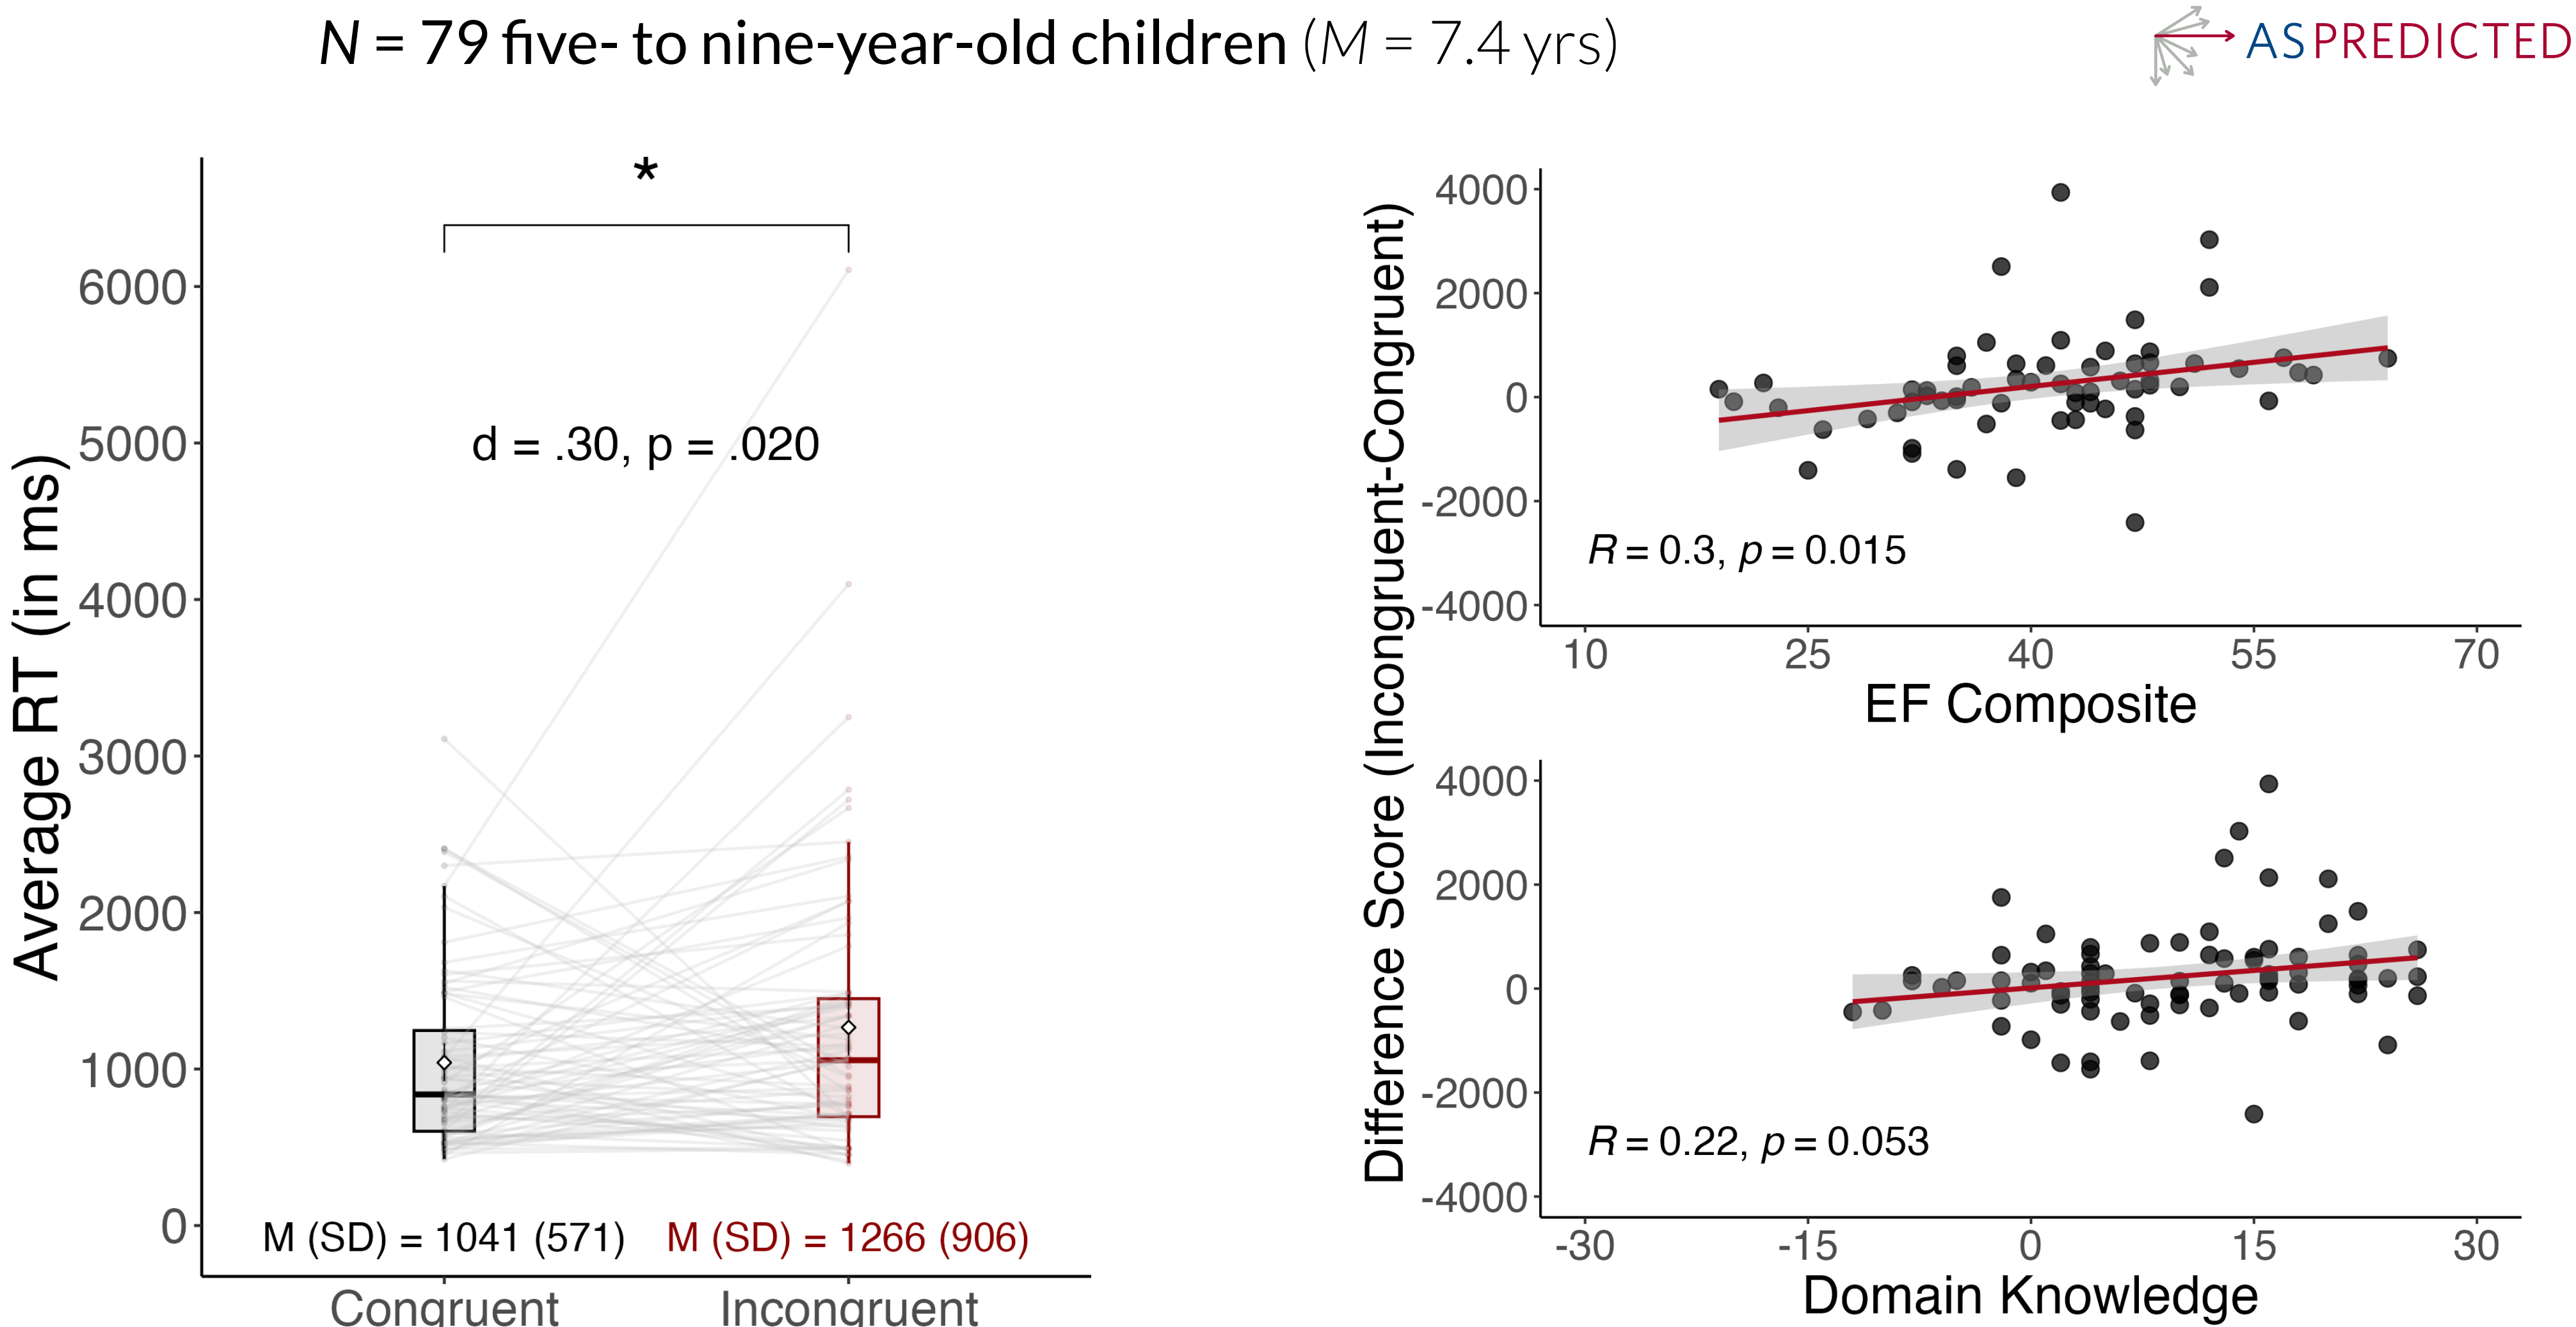 N = 79 five- to nine-year-old children (M = 7.4 yrs)
ASPREDICTED
*
d = .30, p = .020
Average RT (in ms)
6000
5000
4000
3000
2000
1000
0
M (SD) = 1041 (571) M (SD) = 1266 (906)
Congruent Incongruent
Difference Score (Incongruent-Congruent)
4000
2000
0
-2000
-4000
R = 0.3, p = 0.015
10 25 40 55 70
EF Composite
4000
2000
0
-2000
-4000
R = 0.22, p = 0.053
-30 -15 0 15 30
Domain Knowledge